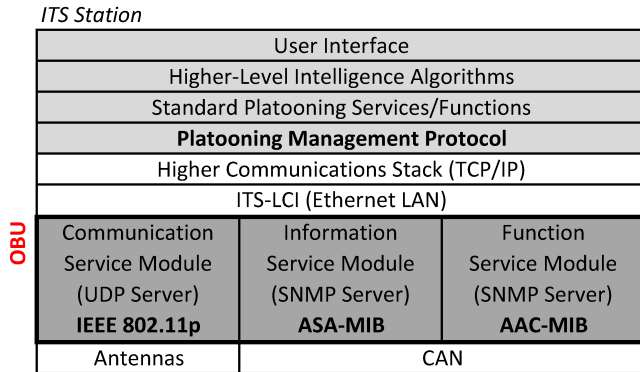 ITS Station
User Interface
Higher-Level Intelligence Algorithms
Standard Platooning Services/Functions
Platooning Management Protocol
Higher Communications Stack (TCP/IP)
ITS-LCI (Ethernet LAN)
OBU
Communication
Service Module
(UDP Server)
IEEE 802.11p
Information
Service Module
(SNMP Server)
ASA-MIB
Function
Service Module
(SNMP Server)
AAC-MIB
Antennas
CAN